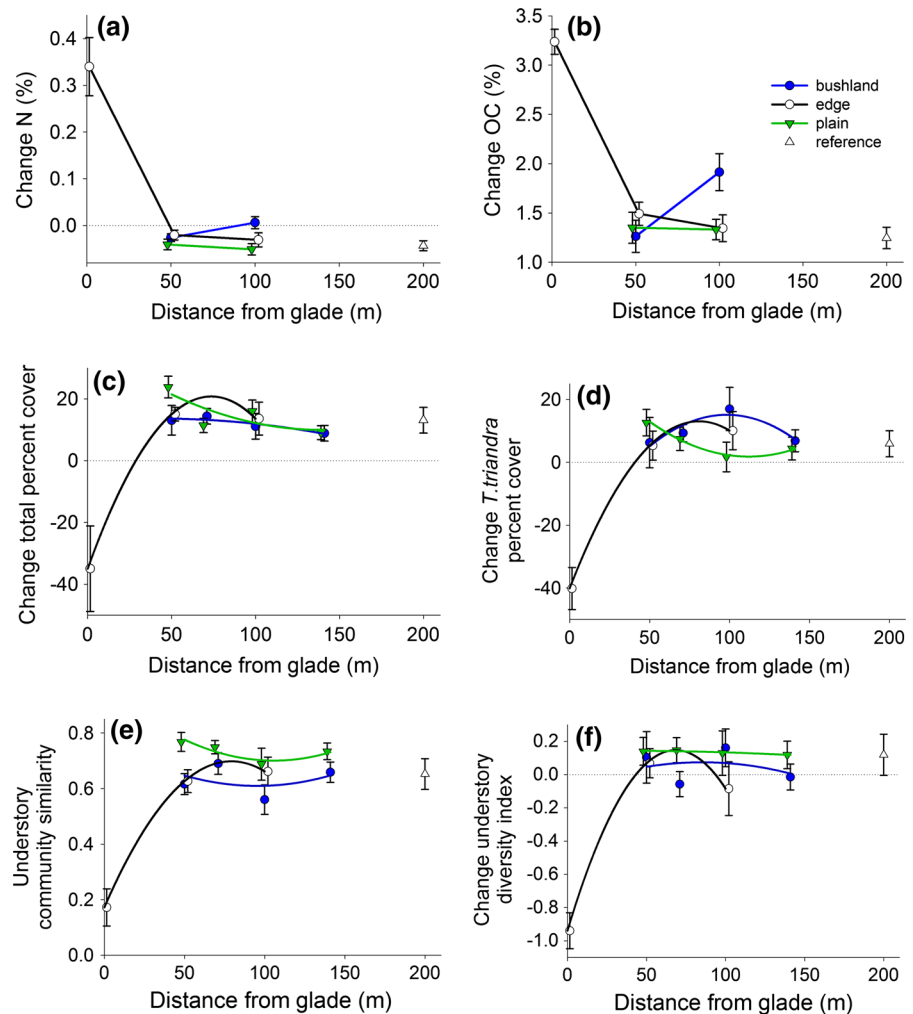 (a)
Change N (%)
0.4
0.3
0.2
0.1
0.0
0 50 100 150 200
Distance from glade (m)
(b)
Change OC (%)
3.5
3.0
2.5
2.0
1.5
1.0
bushland
edge
plain
reference
0 50 100 150 200
Distance from glade (m)
(c)
Change total percent cover
20
0
-20
-40
0 50 100 150 200
Distance from glade (m)
(d)
Change T.triandra
percent cover
20
10
0
-20
-40
0 50 100 150 200
Distance from glade (m)
(e)
Understory
community similarity
0.8
0.6
0.4
0.2
0.0
0 50 100 150 200
Distance from glade (m)
(f)
Change understory
diversity index
0.2
0.0
-0.2
-0.4
-0.6
-0.8
-1.0
0 50 100 150 200
Distance from glade (m)